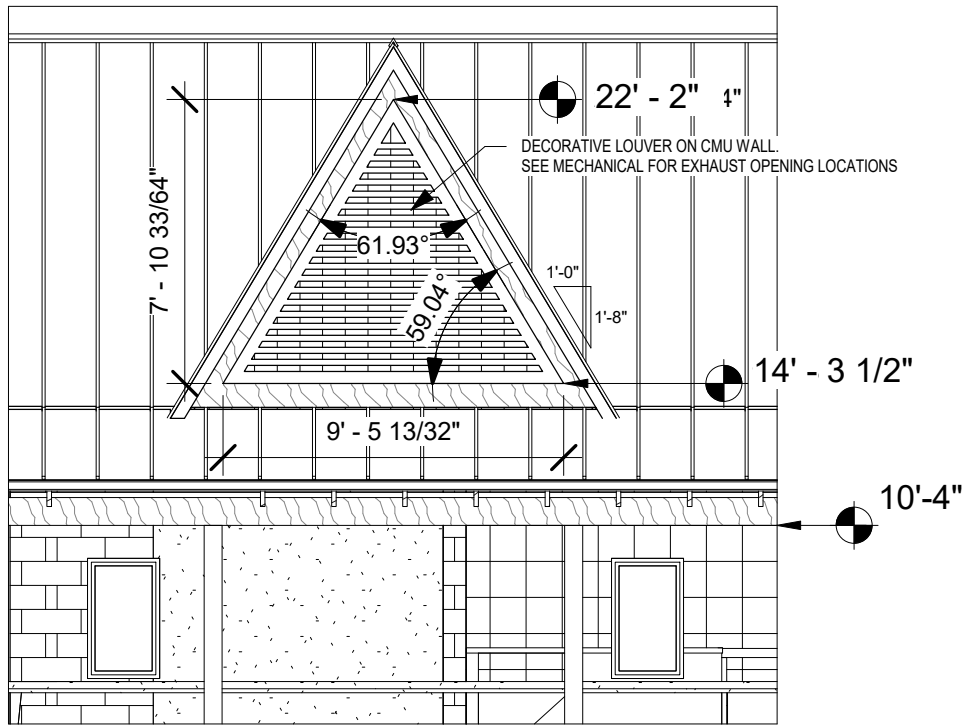 22' - 2" 4"
DECORATIVE LOUVER ON CMU WALL.
SEE MECHANICAL FOR EXHAUST OPENING LOCATIONS
7' - 10 33/64"
61.93°
59.04°
1'-0"
1'-8"
14' - 3 1/2"
9' - 5 13/32"
10'-4"